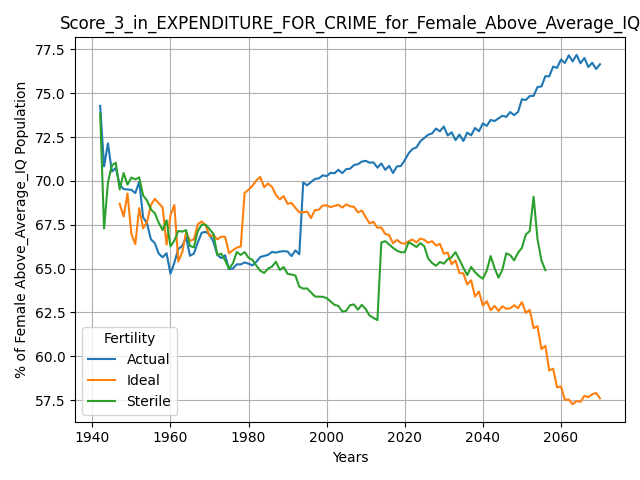 Score_3_in_EXPENDITURE_FOR_CRIME_for_Female_Above_Average_IQ
% of Female Above_Average_IQ Population
77.5
75.0
72.5
70.0
67.5
65.0
62.5
60.0
57.5
Fertility
Actual
Ideal
Sterile
1940 1960 1980 2000 2020 2040 2060
Years